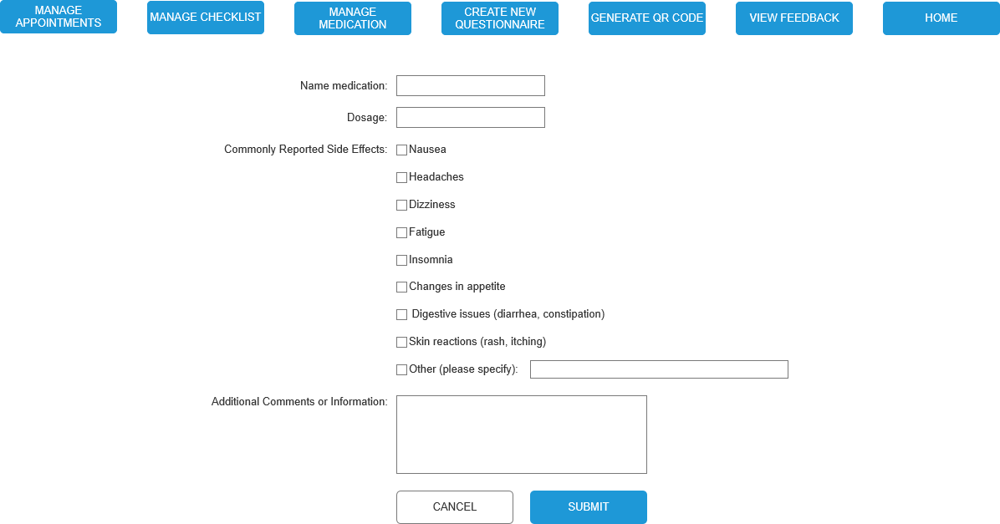 MANAGE
APPOINTMENTS
MANAGE CHECKLIST
MANAGE
MEDICATION
CREATE NEW
QUESTIONNAIRE
GENERATE QR CODE
VIEW FEEDBACK
HOME
Name medication:
Dosage:
Commonly Reported Side Effects:
Nausea
Headaches
Dizziness
Fatigue
Insomnia
Changes in appetite
Digestive issues (diarrhea, constipation)
Skin reactions (rash, itching)
Other (please specify):
Additional Comments or Information:
CANCEL
SUBMIT